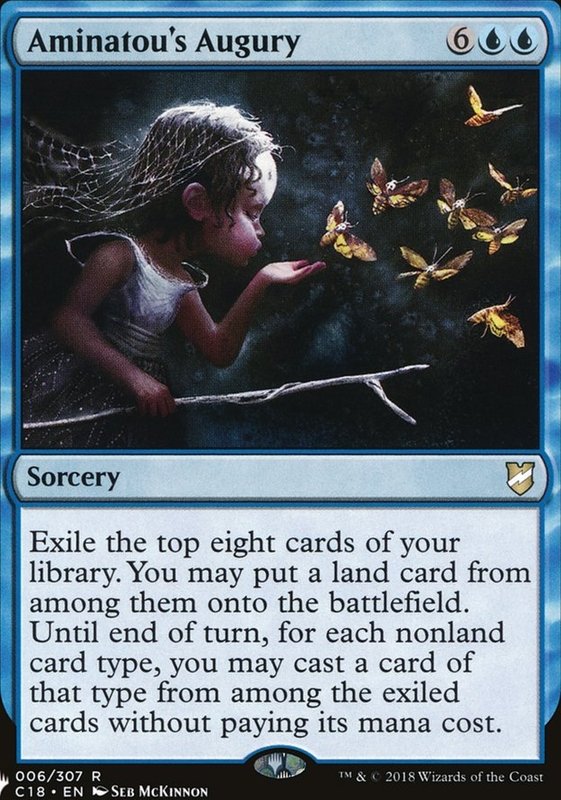 Aminatou's Augury 6
Sorcery
Exile the top eight cards of your
library. You may put a land card from
among them onto the battlefield.
Until end of turn, for each nonland
card type, you may cast a card of
that type from among the exiled
cards without paying its mana cost.
006/307 R
C18 • EN Seb McKinnon
™ & © 2018 Wizards of the Coast